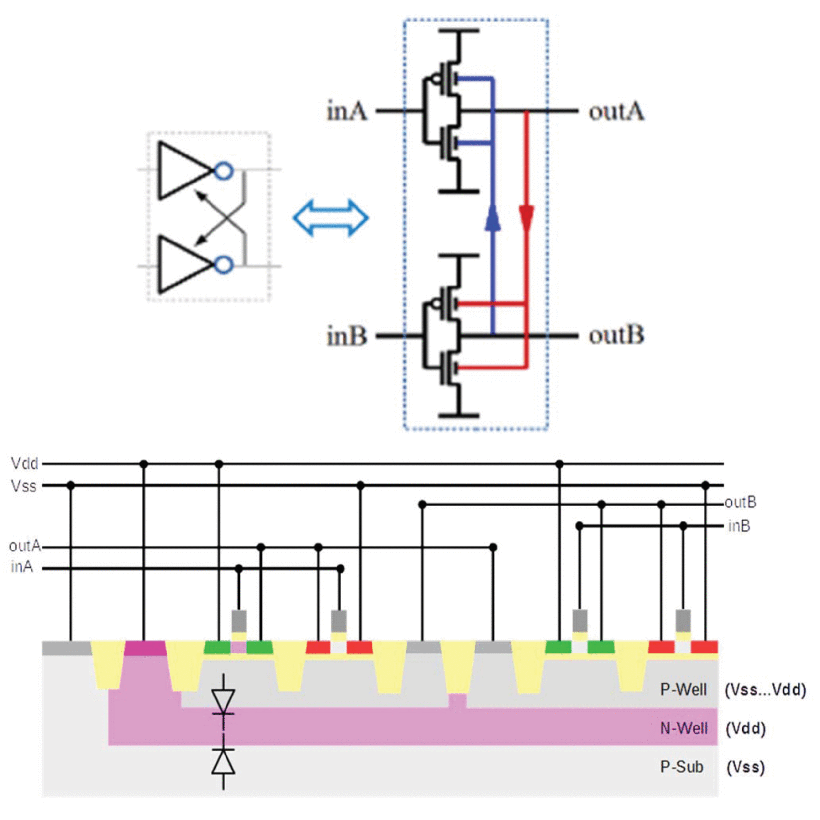 inA
outA
inB
outB
Vdd
Vss
outB
inB
outA
inA
P-Well (Vss...Vdd)
N-Well (Vdd)
P-Sub (Vss)